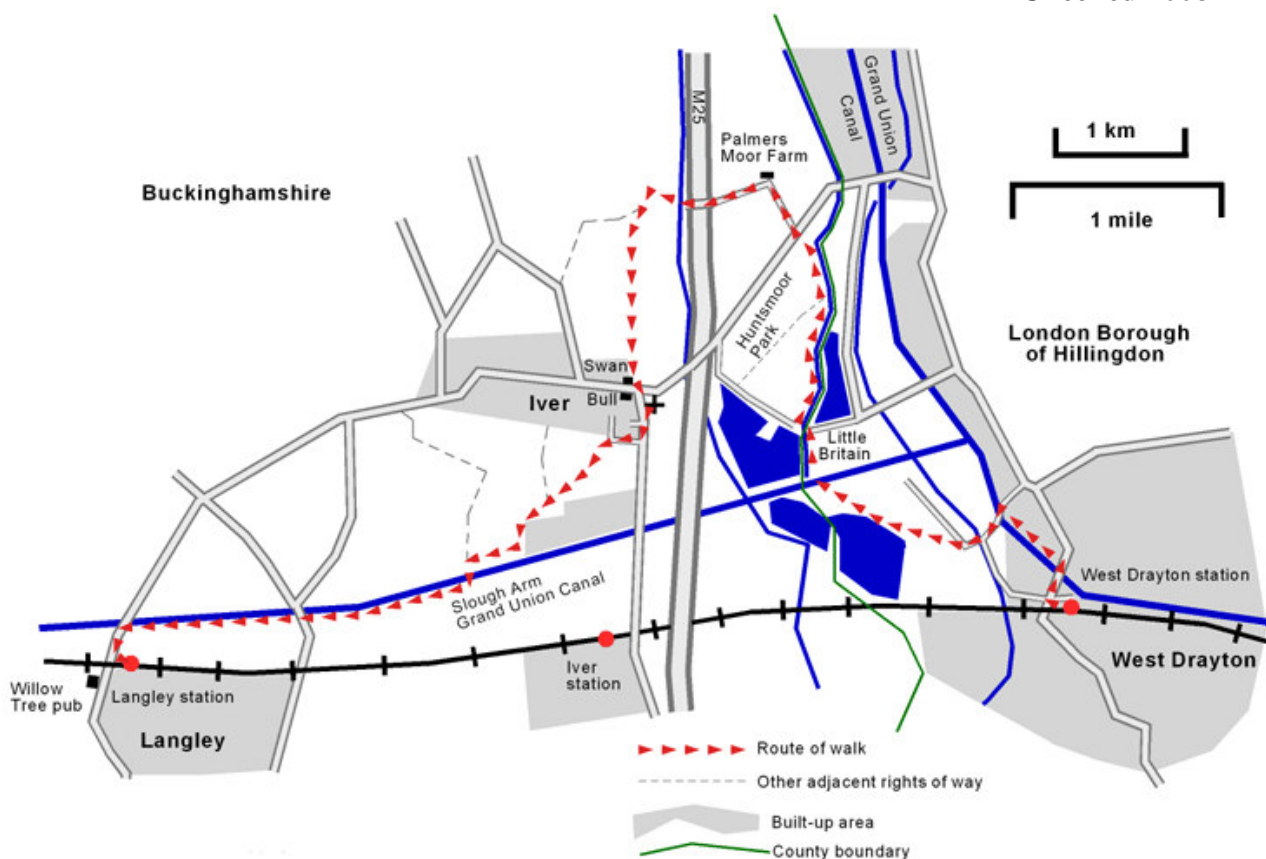 Grand Union
Canal
M25
1 km
Palmers
Moor Farm
Buckinghamshire
1 mile
Huntsmoor
Park
London Borough
of Hillingdon
Swan
Bull
Iver
Little
Britain
Slough Arm
Grand Union Canal
West Drayton station
Iver
station
West Drayton
Willow
Tree pub
Langley station
Langley
Route of walk
Other adjacent rights of way
Built-up area
County boundary